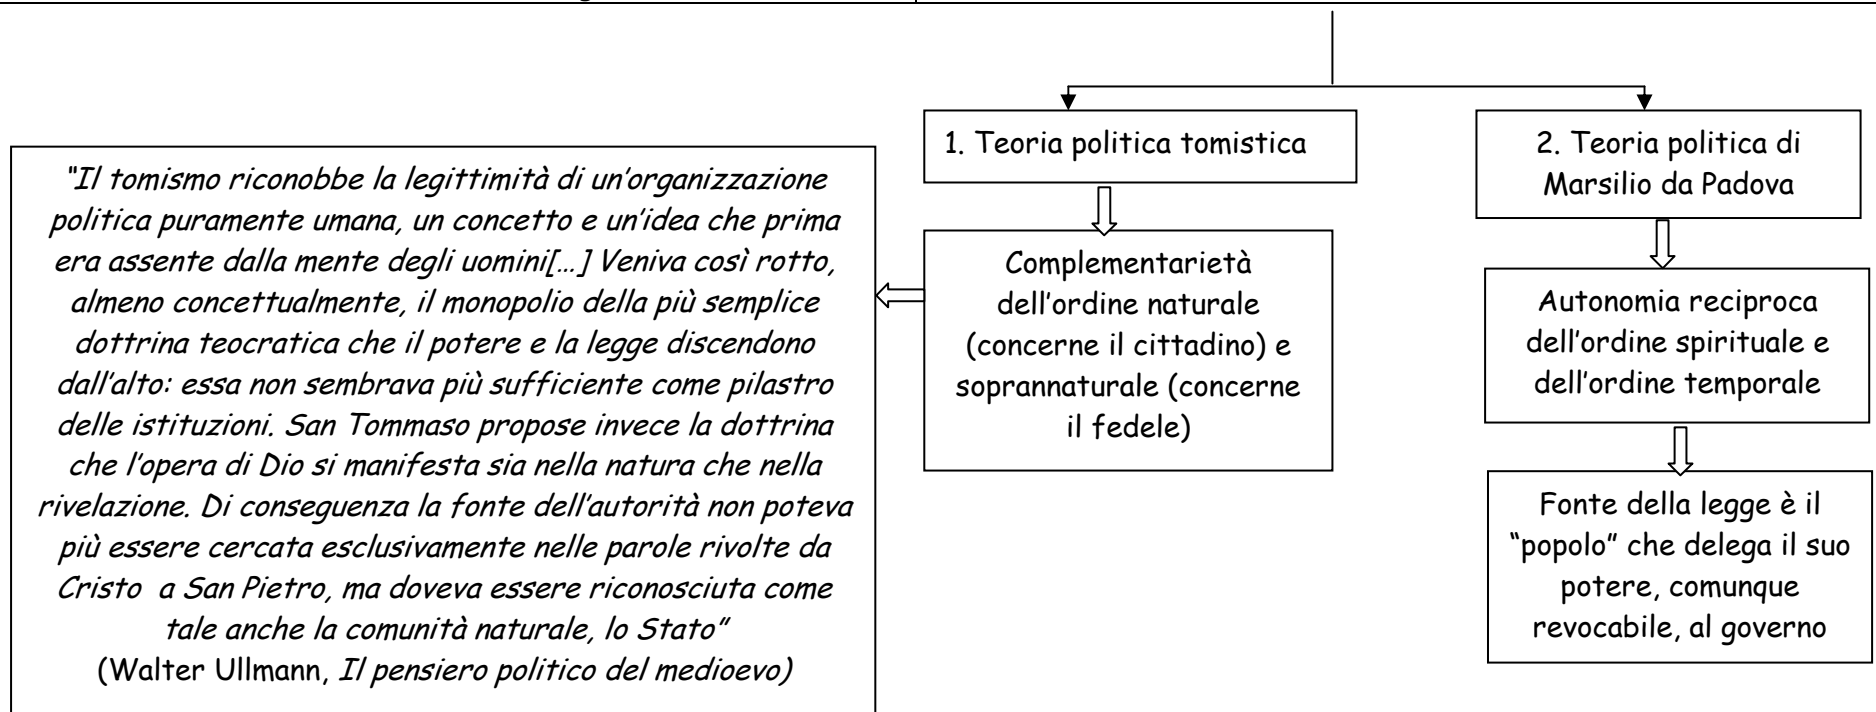 1. Teoria politica tomistica
2. Teoria politica di
Marsilio da Padova
"Il tomismo riconobbe la legittimità di un'organizzazione
politica puramente umana, un concetto e un'idea che prima
era assente dalla mente degli uomini[…] Veniva così rotto,
almeno concettualmente, il monopolio della più semplice
dottrina teocratica che il potere e la legge discendono
dall'alto: essa non sembrava più sufficiente come pilastro
delle istituzioni. San Tommaso propose invece la dottrina
che l'opera di Dio si manifesta sia nella natura che nella
rivelazione. Di conseguenza la fonte dell'autorità non poteva
più essere cercata esclusivamente nelle parole rivolte da
Cristo a San Pietro, ma doveva essere riconosciuta come
tale anche la comunità naturale, lo Stato"
(Walter Ullmann, Il pensiero politico del medioevo)
Complementarietà
dell'ordine naturale
(concerne il cittadino) e
soprannaturale (concerne
il fedele)
Autonomia reciproca
dell'ordine spirituale e
dell'ordine temporale
Fonte della legge è il
"popolo" che delega il suo
potere, comunque
revocabile, al governo